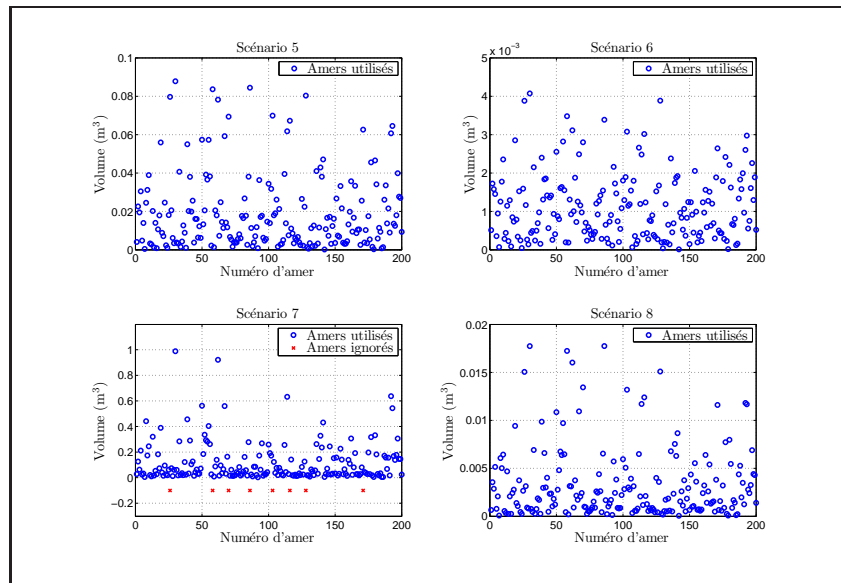 Scénario 5
0.1
0.08
0.06
0.04
0.02
0
0
50
100
150
200
Volume (m³)
Numéro d'amer
Amers utilisés
Scénario 6
x 10⁻³
5
4
3
2
1
0
0
50
100
150
200
Volume (m³)
Numéro d'amer
Amers utilisés
Scénario 7
1
0.8
0.6
0.4
0.2
0
−0.2
0
50
100
150
200
Volume (m³)
Numéro d'amer
Amers utilisés
Amers ignorés
Scénario 8
0.02
0.015
0.01
0.005
0
0
50
100
150
200
Volume (m³)
Numéro d'amer
Amers utilisés